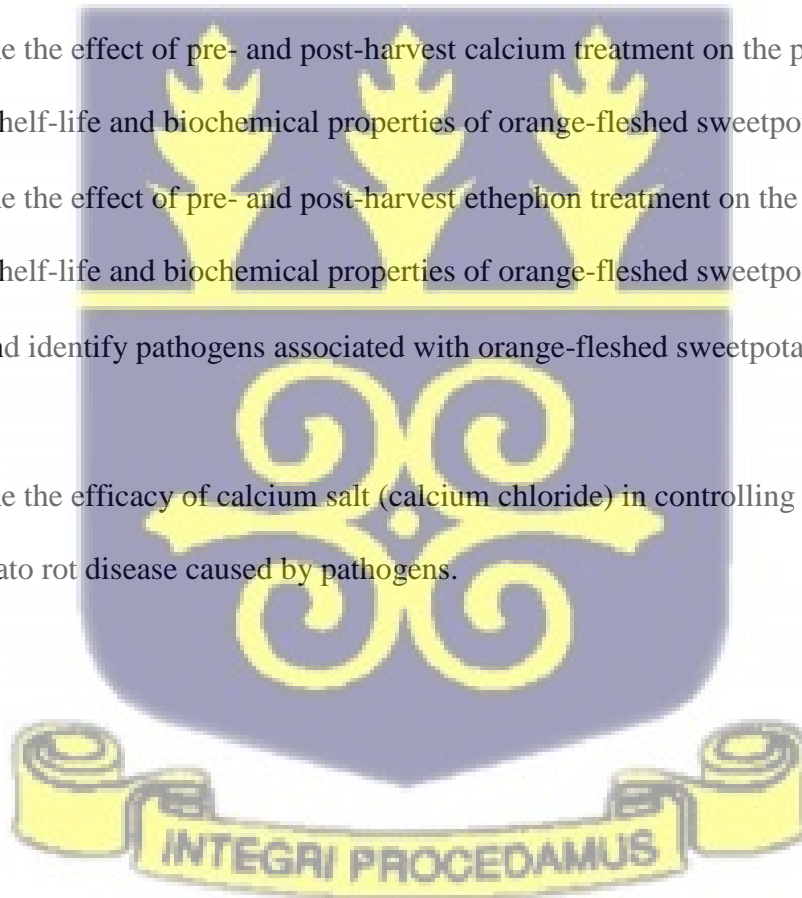 e the effect of pre- and post-harvest calcium treatment on the p
helf-life and biochemical properties of orange-fleshed sweetpo
e the effect of pre- and post-harvest ethephon treatment on the
helf-life and biochemical properties of orange-fleshed sweetpo
nd identify pathogens associated with orange-fleshed sweetpota
e the efficacy of calcium salt (calcium chloride) in controlling
ato rot disease caused by pathogens.
INTEGRI PROCEDAMUS